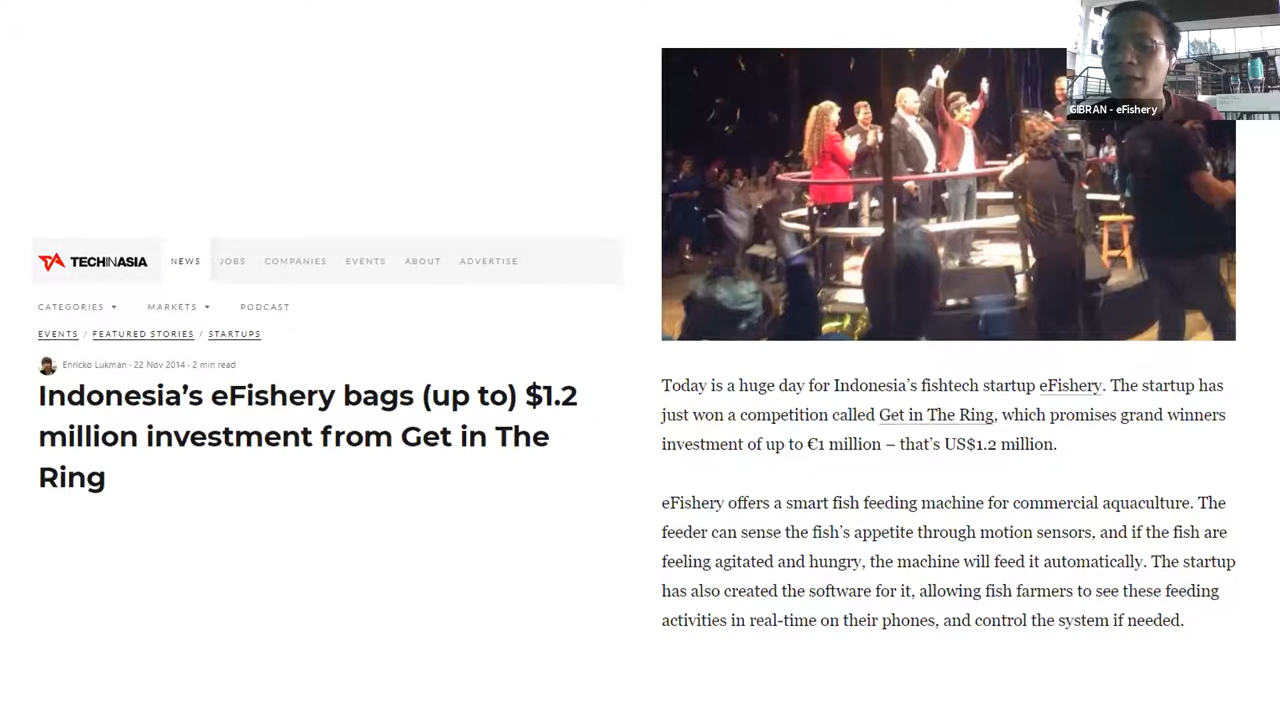 GIBRAN - eFishery
TECHINASIA
NEWS
JOBS
COMPANIES
EVENTS
ABOUT
ADVERTISE
CATEGORIES
MARKETS
PODCAST
EVENTS / FEATURED STORIES / STARTUPS
Enricko Lukman - 22 Nov 2014 - 2 min read
Indonesia's eFishery bags (up to) $1.2
million investment from Get in The
Ring
Today is a huge day for Indonesia's fishtech startup eFishery. The startup has
just won a competition called Get in The Ring, which promises grand winners
investment of up to €1 million – that's US$1.2 million.
eFishery offers a smart fish feeding machine for commercial aquaculture. The
feeder can sense the fish's appetite through motion sensors, and if the fish are
feeling agitated and hungry, the machine will feed it automatically. The startup
has also created the software for it, allowing fish farmers to see these feeding
activities in real-time on their phones, and control the system if needed.